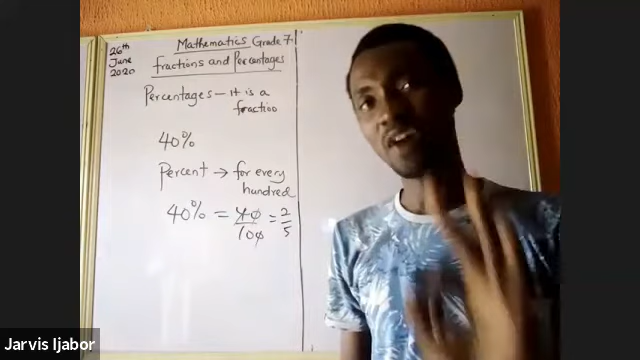 26th
June
2020
Mathematics Grade 7.
fractions and Percentages
Percentages – It is a
fraction
40%
Percent → for every
hundred
40% = 40/100 = 2/5
Jarvis Ijabor